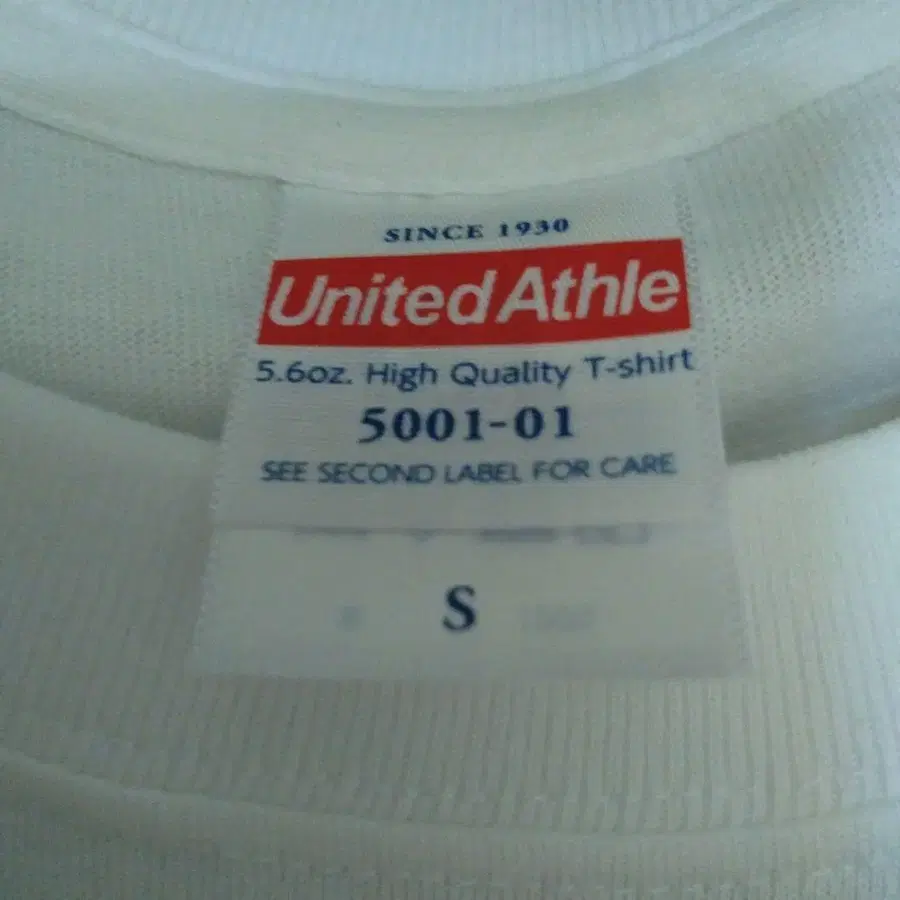 SINCE 1930
United Athle
5.6oz. High Quality T-shirt
5001-01
SEE SECOND LABEL FOR CARE
S